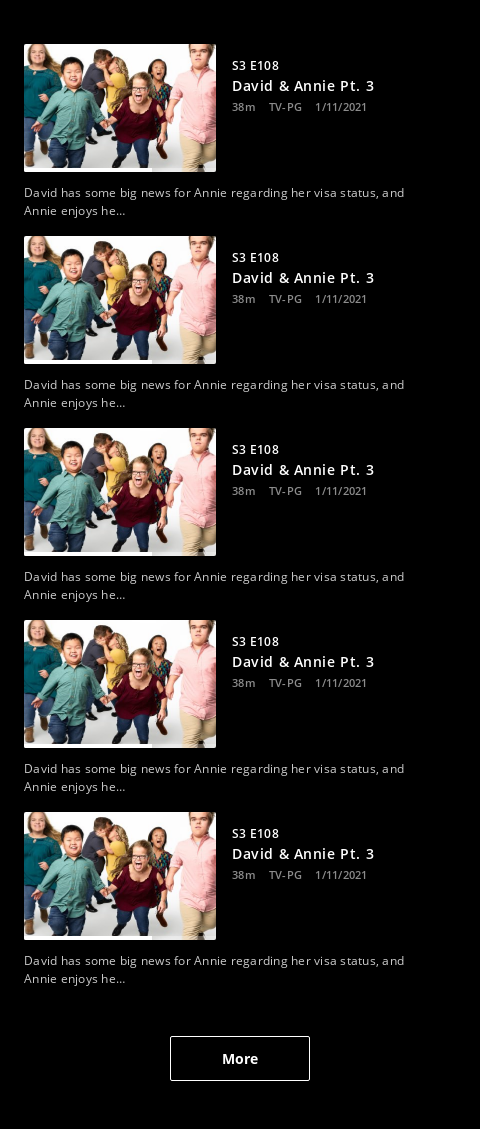 S3 E108
David & Annie Pt. 3
38m TV-PG 1/11/2021
David has some big news for Annie regarding her visa status, and
Annie enjoys he...
S3 E108
David & Annie Pt. 3
38m TV-PG 1/11/2021
David has some big news for Annie regarding her visa status, and
Annie enjoys he...
S3 E108
David & Annie Pt. 3
38m TV-PG 1/11/2021
David has some big news for Annie regarding her visa status, and
Annie enjoys he...
S3 E108
David & Annie Pt. 3
38m TV-PG 1/11/2021
David has some big news for Annie regarding her visa status, and
Annie enjoys he...
S3 E108
David & Annie Pt. 3
38m TV-PG 1/11/2021
David has some big news for Annie regarding her visa status, and
Annie enjoys he...
More